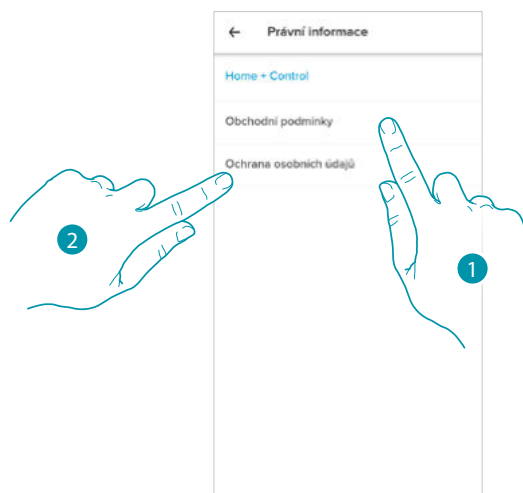 ← Právní informace
Home + Control
Obchodní podmínky
Ochrana osobních údajů
2
1